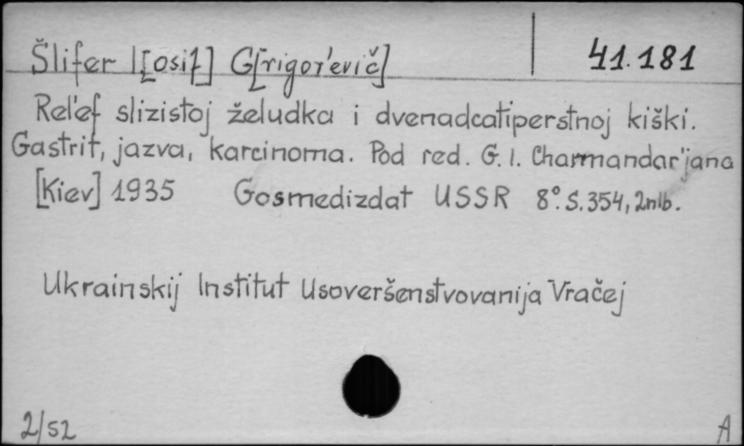 Šlifer I[osif] G[rigor'evič] 41.181
Rel'ef slizistoj želudka i dvenadcatiperstnoj kiški.
Gastrit, jazva, karcinoma. Pod red. G. I. Charmandar'jana
[Kiev] 1935 Gosmedizdat USSR 8°. S. 354, 2nlb.
Ukrainskij Institut Usoveršenstvovanija Vračej
2/52 A